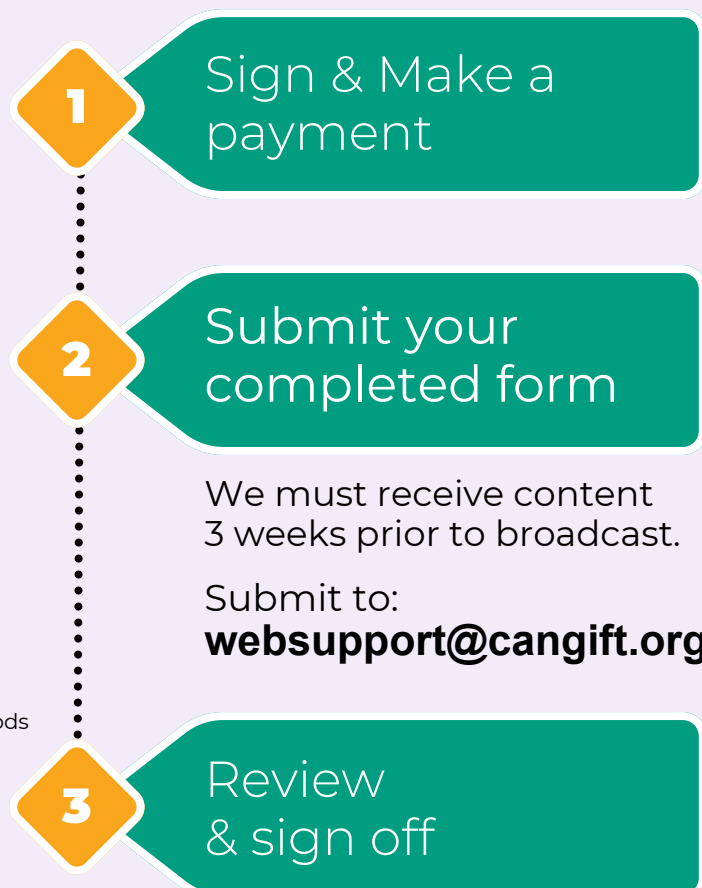 1
Sign & Make a
payment
2
Submit your
completed form
We must receive content
3 weeks prior to broadcast.
Submit to:
websupport@cangift.org
ods
3
Review
& sign off